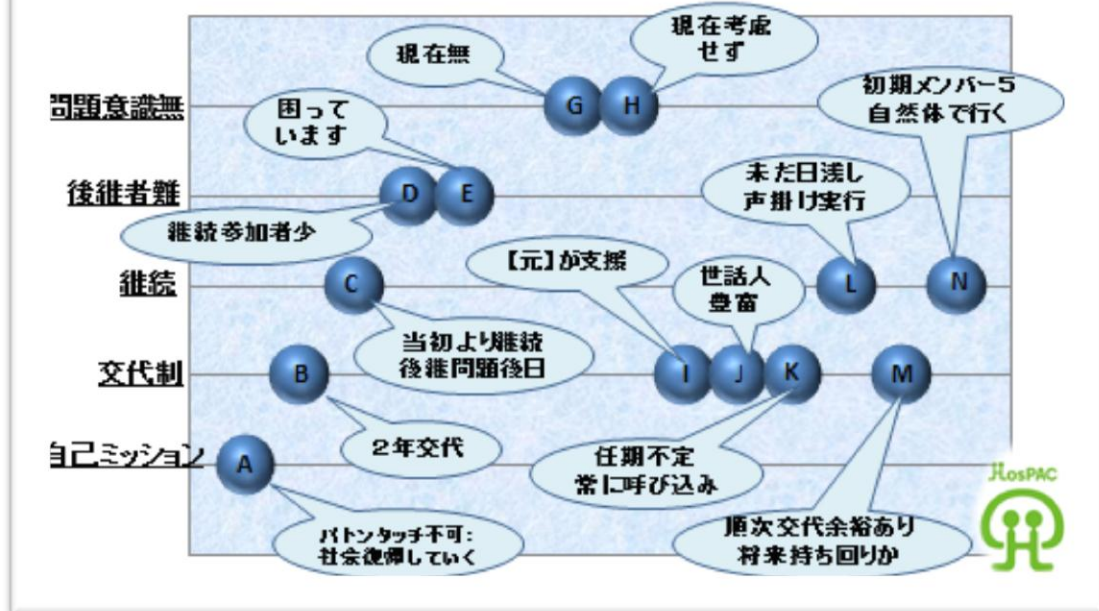 現在無
現在考慮
せず
初期メンバー５
自然体で行く
問題意識無
G
H
困って
います
後継者難
D
E
未だ日浅し
声掛け実行
継続参加者少
【元】が支援
世話人
豊富
継続
C
L
N
当初より継続
後継問題後日
交代制
B
I
J
K
M
２年交代
任期不定
常に呼び込み
自己ミッション
A
バトンタッチ不可:
社会復帰していく
順次交代余裕あり
将来持ち回りか
HosPAC